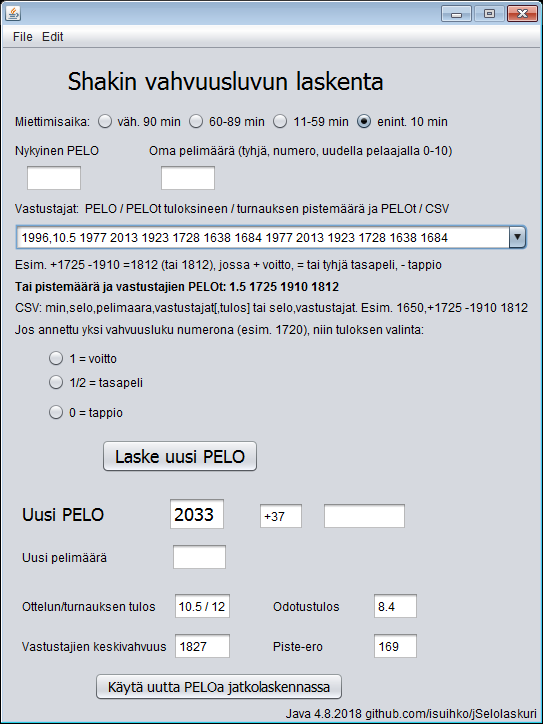 File Edit
Shakin vahvuusluvun laskenta
Miettimisaika: väh. 90 min 60-89 min 11-59 min enint. 10 min
Nykyinen PELO Oma pelimäärä (tyhjä, numero, uudella pelaajalla 0-10)
Vastustajat: PELO / PELOt tuloksineen / turnauksen pistemäärä ja PELOt / CSV
1996,10.5 1977 2013 1923 1728 1638 1684 1977 2013 1923 1728 1638 1684
Esim. +1725 -1910 =1812 (tai 1812), jossa + voitto, = tai tyhjä tasapeli, - tappio
Tai pistemäärä ja vastustajien PELOt: 1.5 1725 1910 1812
CSV: min,selo,pelimaara,vastustajat[,tulos] tai selo,vastustajat. Esim. 1650,+1725 -1910 1812
Jos annettu yksi vahvuusluku numerona (esim. 1720), niin tuloksen valinta:
1 = voitto
1/2 = tasapeli
0 = tappio
Laske uusi PELO
Uusi PELO 2033 +37
Uusi pelimäärä
Ottelun/turnauksen tulos 10.5 / 12 Odotustulos 8.4
Vastustajien keskivahvuus 1827 Piste-ero 169
Käytä uutta PELOa jatkolaskennassa
Java 4.8.2018 github.com/isuihko/jSelolaskuri